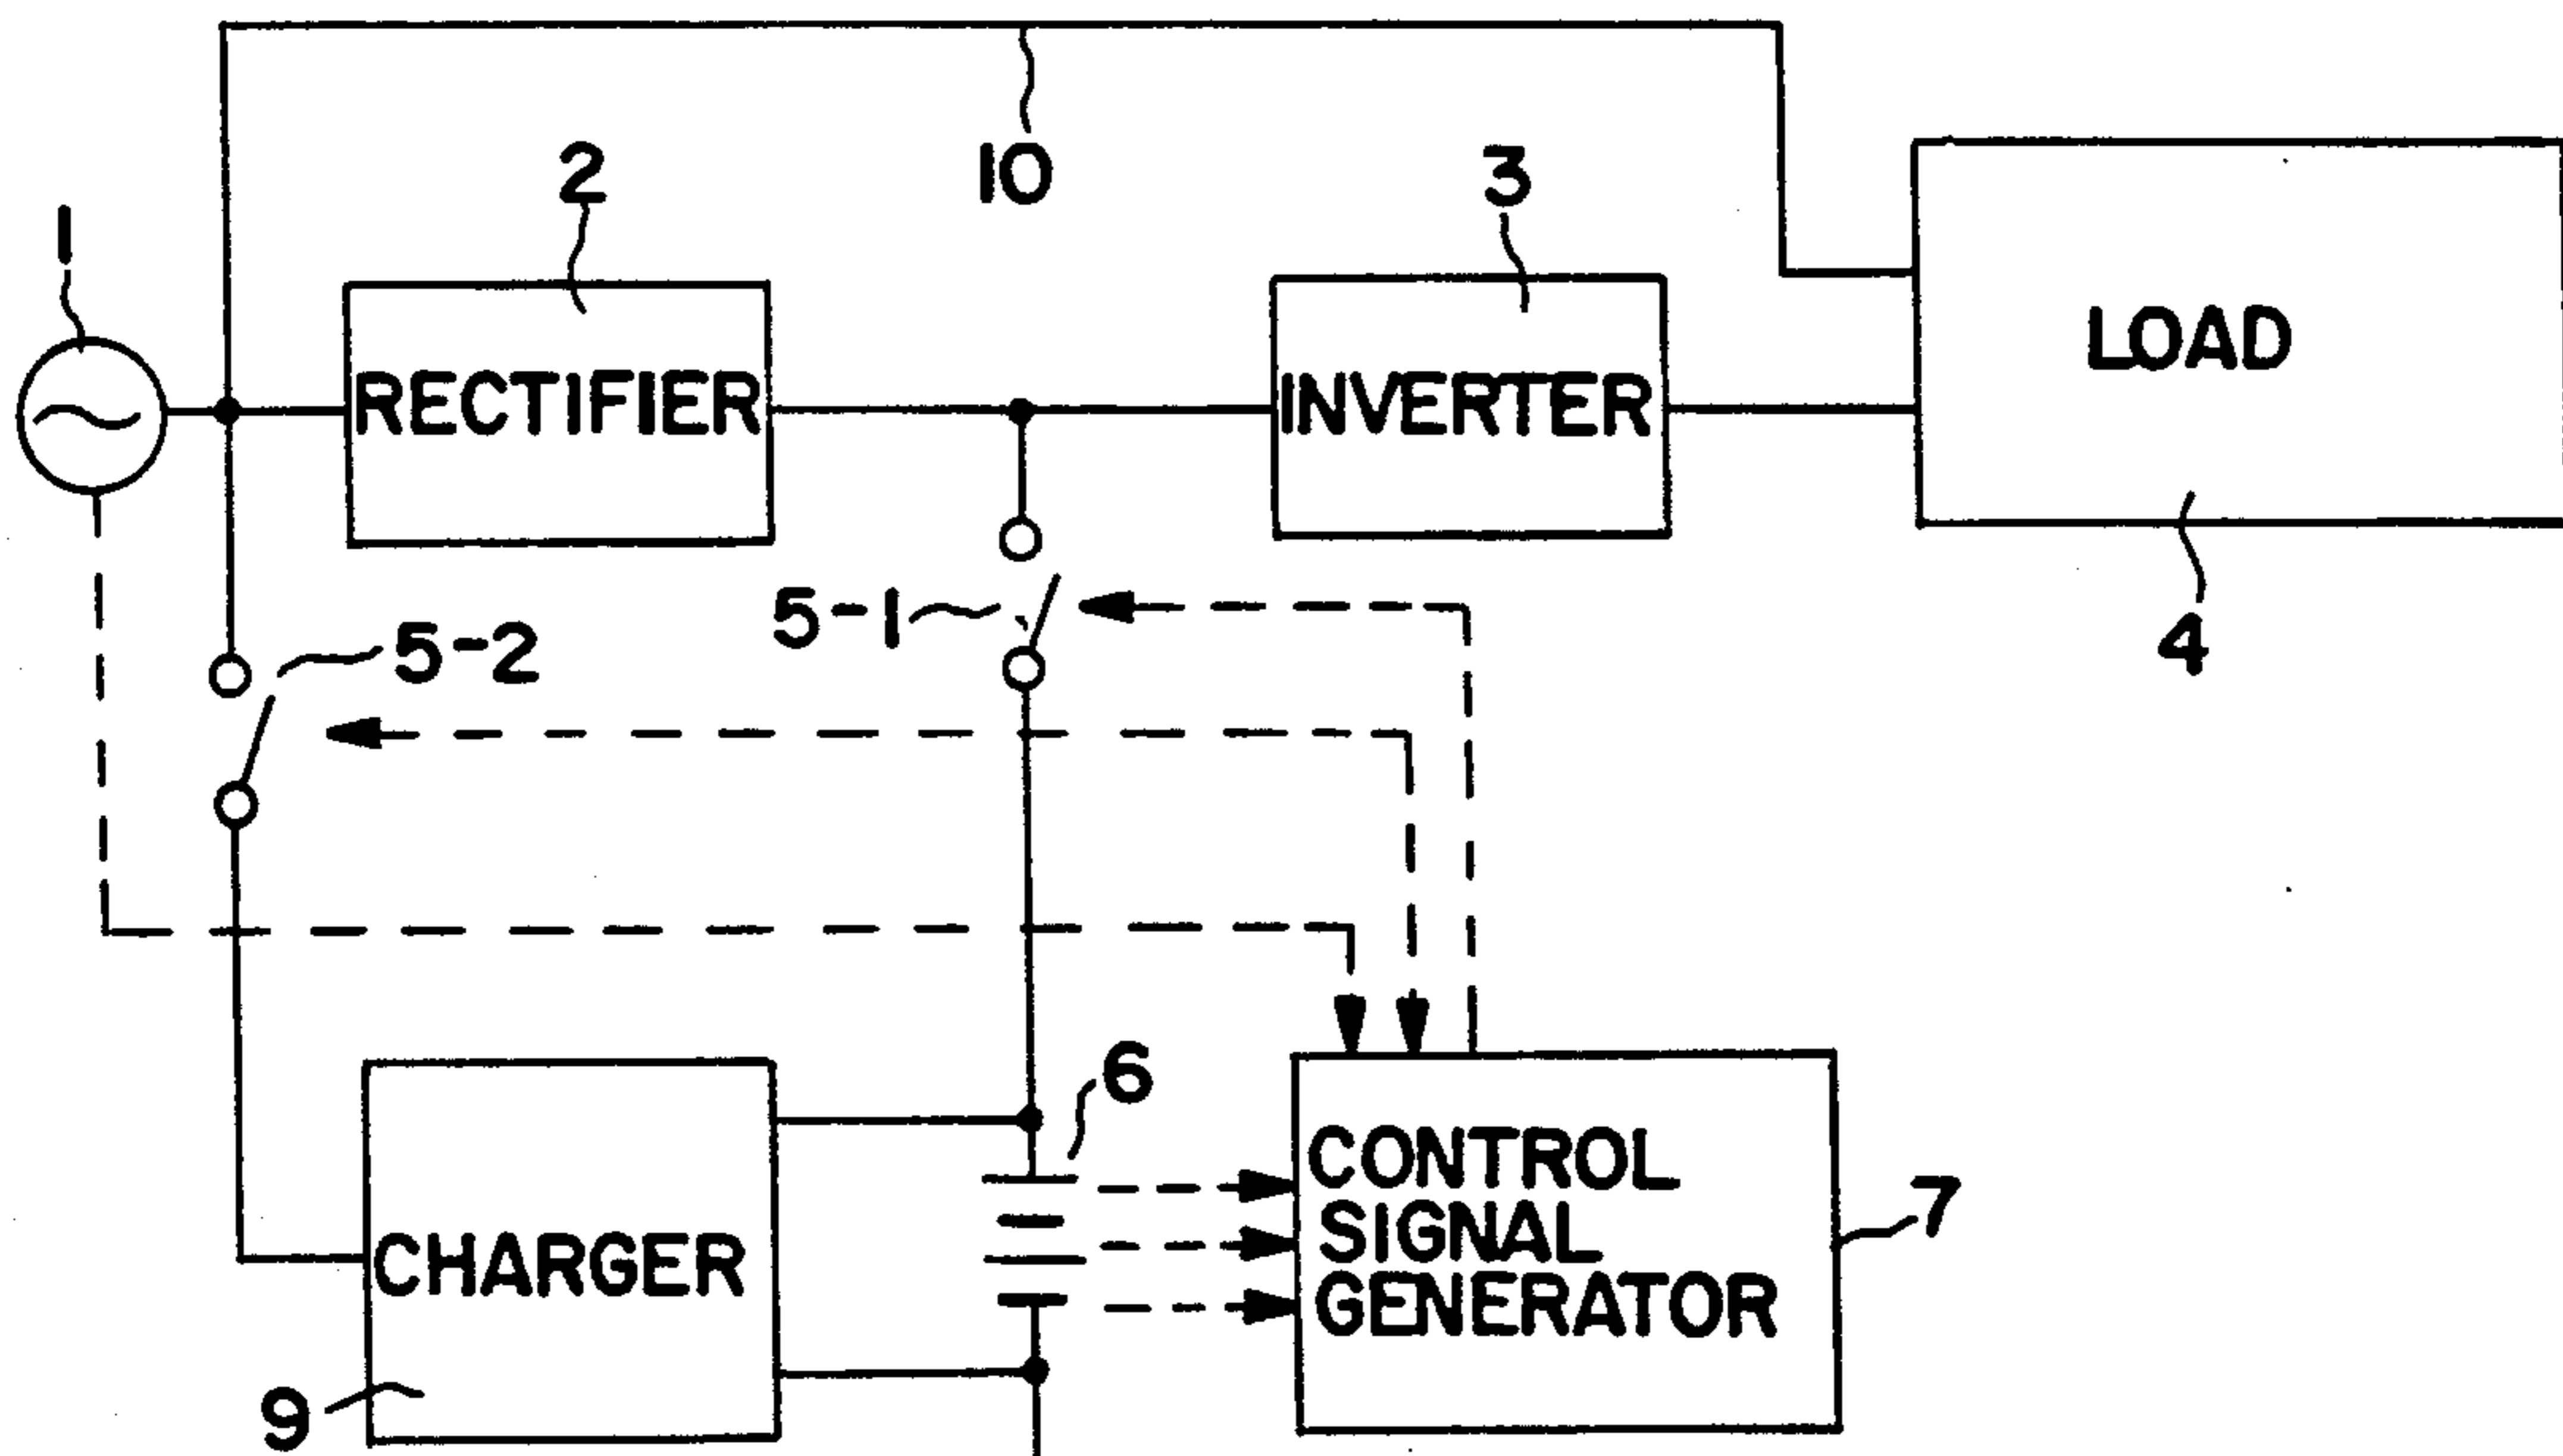 10
2
3
1
RECTIFIER
INVERTER
LOAD
5-1
5-2
4
6
CONTROL
SIGNAL
GENERATOR
7
CHARGER
9